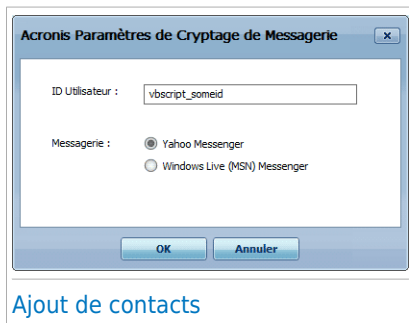 Acronis Paramètres de Cryptage de Messagerie
ID Utilisateur : vbscript_someid
Messagerie : Yahoo Messenger
Windows Live (MSN) Messenger
OK Annuler
Ajout de contacts